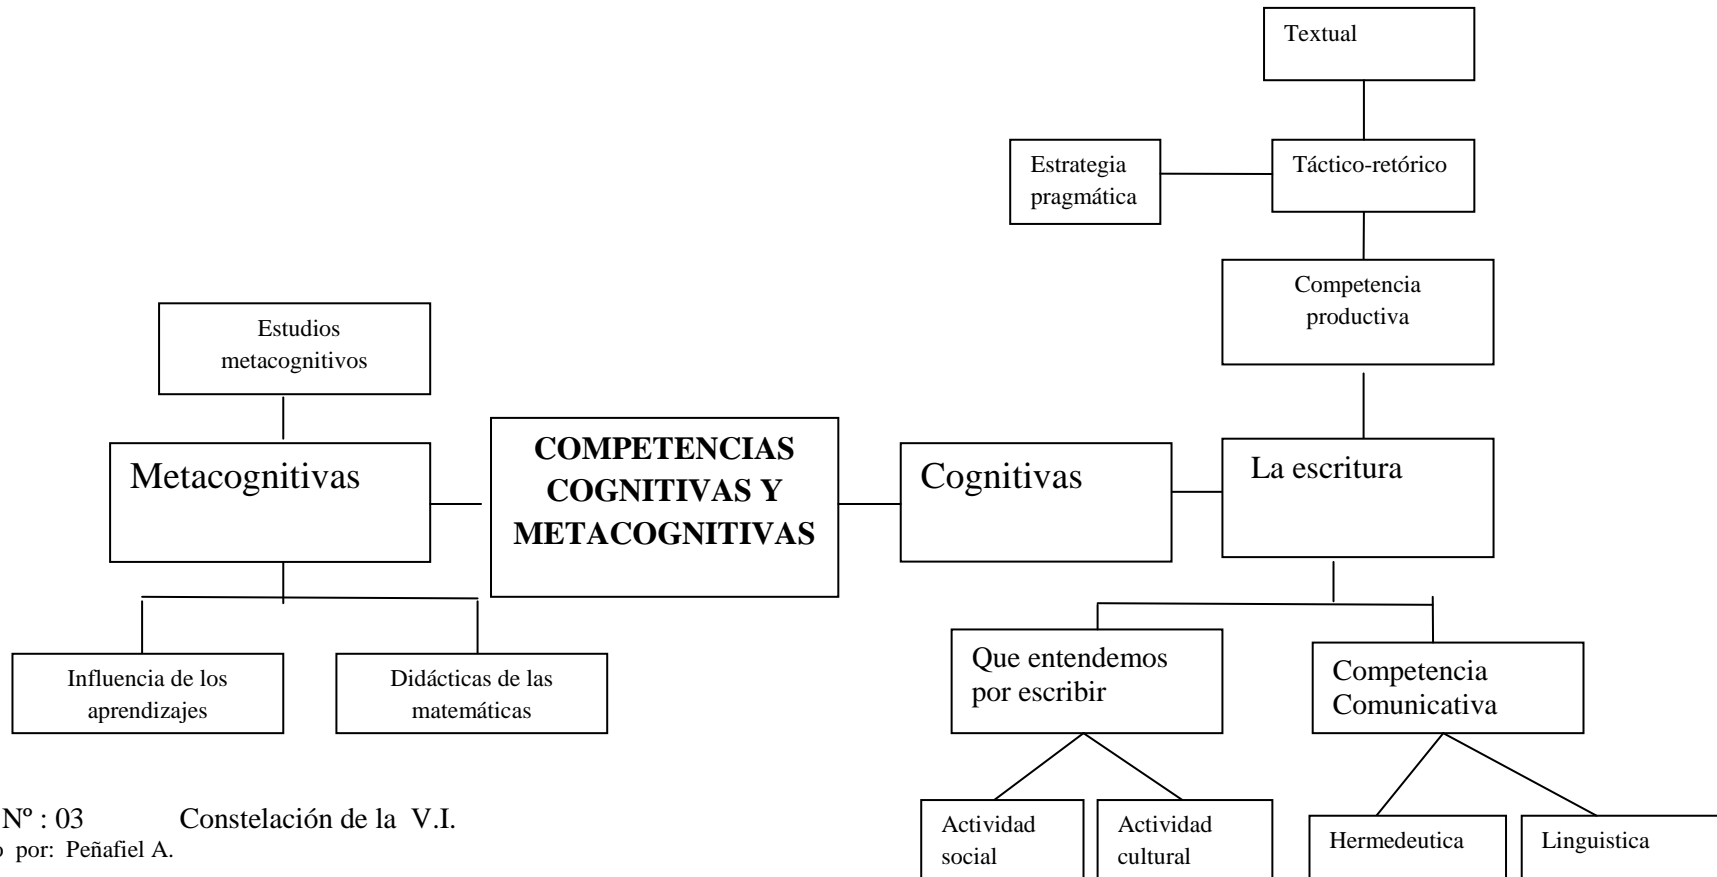 Textual
Estrategia
pragmática
Táctico-retórico
Competencia
productiva
Estudios
metacognitivos
Metacognitivas
COMPETENCIAS
COGNITIVAS Y
METACOGNITIVAS
Cognitivas
La escritura
Influencia de los
aprendizajes
Didácticas de las
matemáticas
Que entendemos
por escribir
Competencia
Comunicativa
Actividad
social
Actividad
cultural
Hermedeutica
Linguistica
Nº : 03 Constelación de la V.I.
o por: Peñafiel A.